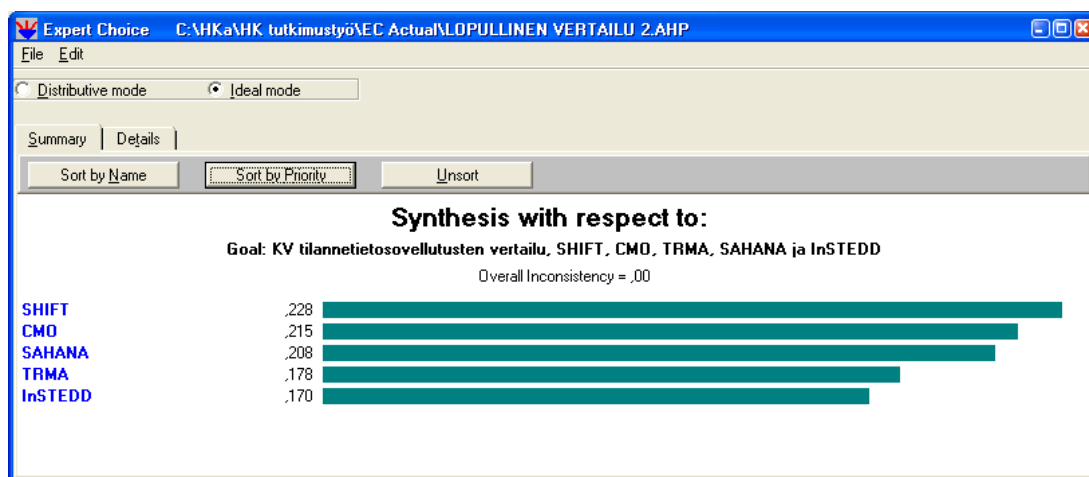 Expert Choice C:\HKa\HK tutkimustyö\EC Actual\LOPULLINEN VERTAILU 2.AHP
File Edit
Distributive mode Ideal mode
Summary Details
Sort by Name Sort by Priority Unsort
Synthesis with respect to:
Goal: KV tilannetietosovellutusten vertailu, SHIFT, CMO, TRMA, SAHANA ja InSTEDD
Overall Inconsistency = ,00
SHIFT ,228
CMO ,215
SAHANA ,208
TRMA ,178
InSTEDD ,170